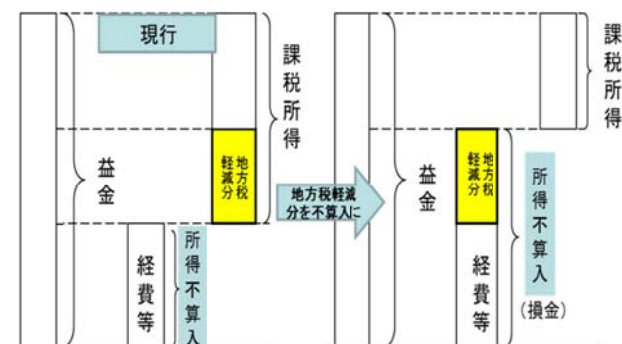 現行
課税所得
益金
地方税
軽減分
経費等
所得不算入
地方税軽減
分を不算入に
課税所得
益金
地方税
軽減分
経費等
所得不算入
(損金)